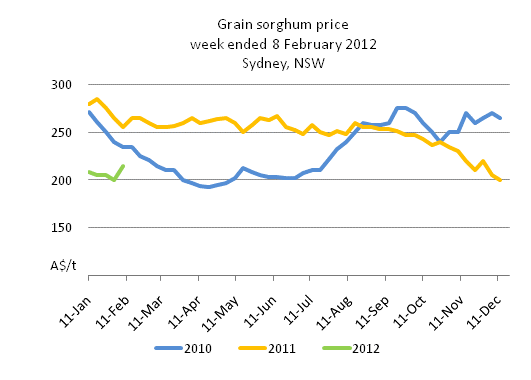 Grain sorghum price
week ended 8 February 2012
Sydney, NSW
300
250
200
150
A$/t
11-Jan
11-Feb
11-Mar
11-Apr
11-May
11-Jun
11-Jul
11-Aug
11-Sep
11-Oct
11-Nov
11-Dec
2010
2011
2012